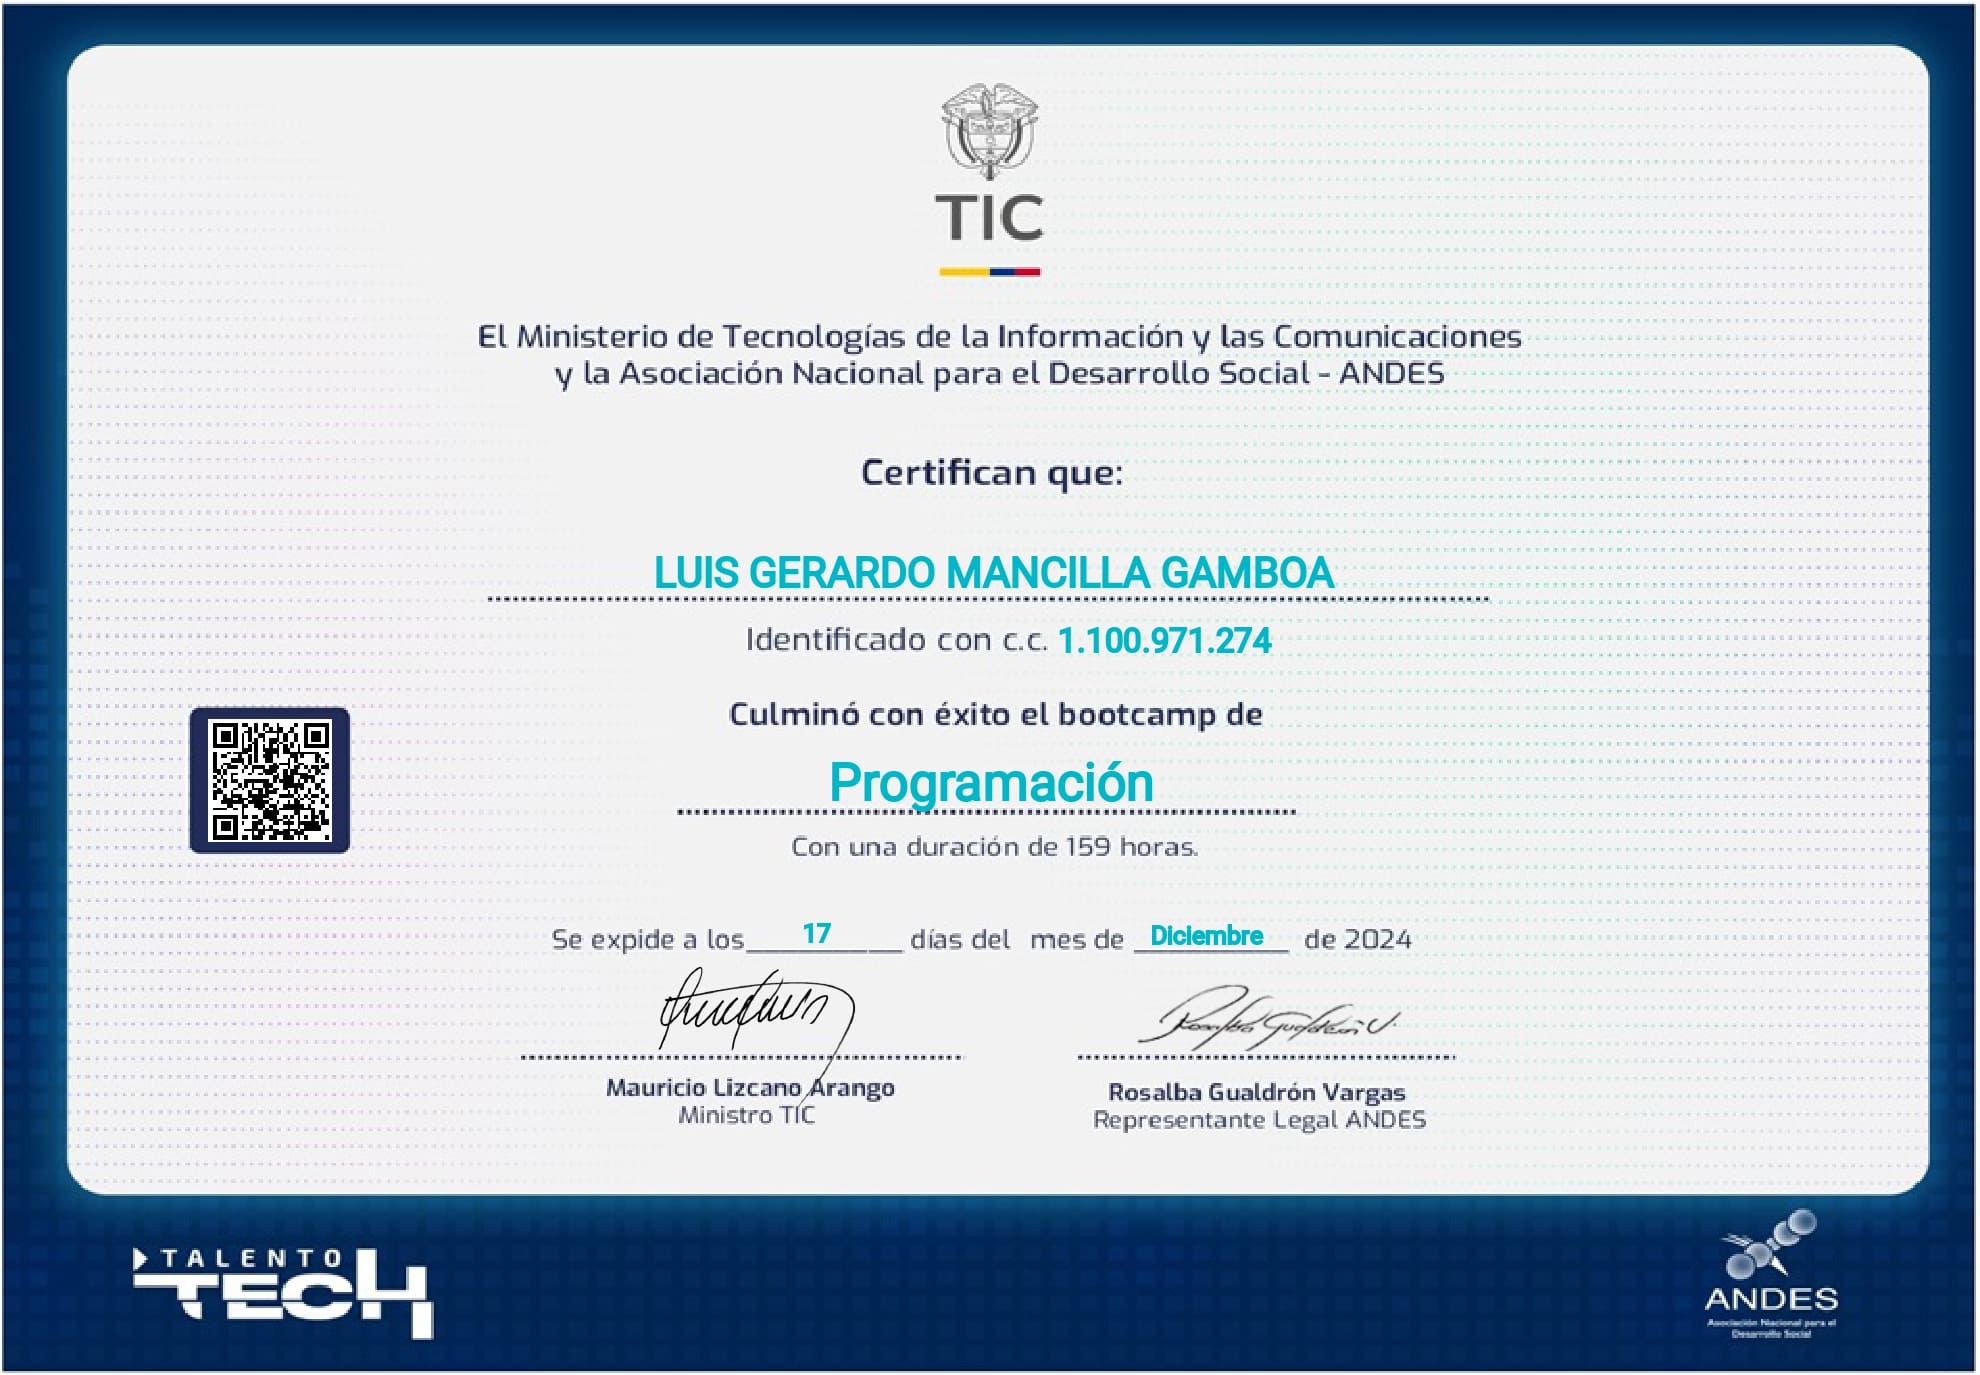 TIC
El Ministerio de Tecnologías de la Información y las Comunicaciones
y la Asociación Nacional para el Desarrollo Social - ANDES
Certifican que:
LUIS GERARDO MANCILLA GAMBOA
Identificado con c.c. 1.100.971.274
Culminó con éxito el bootcamp de
Programación
Con una duración de 159 horas.
Se expide a los 17 días del mes de Diciembre de 2024
Rosalba Gualdrón V.
Mauricio Lizcano Arango
Ministro TIC
Rosalba Gualdrón Vargas
Representante Legal ANDES
TALENTO
TECH
ANDES
Asociación Nacional para el
Desarrollo Social